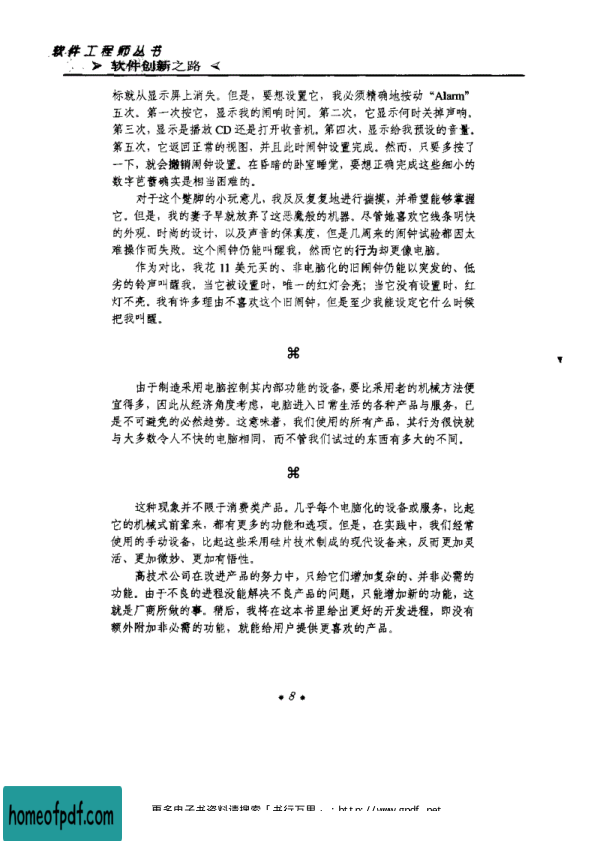 软件工程师丛书
软件创新之路
标就从显示屏上消失。但是，要想设置它，我必须精确地按动“Alarm”
五次。第一次按它，显示我的闹响时间。第二次，它显示何时关掉声响。
第三次，显示是播放 CD 还是打开收音机。第四次，显示给我预设的音量。
第五次，它返回正常的视图，并且此时闹钟设置完成。然而，只要多按了
一下，就会撤销闹钟设置。在昏暗的卧室睡觉，要想正确完成这些细小的
数字芭蕾确实是相当困难的。
对于这个蹩脚的小玩意儿，我反反复复地进行揣摸，并希望能够掌握
它。但是，我的妻子早就放弃了这恶魔般的机器。尽管她喜欢它线条明快
的外观、时尚的设计，以及声音的保真度，但是几周来的闹钟试验都因太
难操作而失败。这个闹钟仍能叫醒我，然而它的行为却更像电脑。
作为对比，我花 11 美元买的、非电脑化的旧闹钟仍能以突发的、低
劣的铃声叫醒我。当它被设置时，唯一的红灯会亮；当它没有设置时，红
灯不亮。我有许多理由不喜欢这个旧闹钟，但是至少我能设定它什么时候
把我叫醒。
⌘
由于制造采用电脑控制其内部功能的设备，要比采用老的机械方法便
宜得多，因此从经济角度考虑，电脑进入日常生活的各种产品与服务，已
是不可避免的必然趋势。这意味着，我们使用的所有产品，其行为很快就
与大多数令人不快的电脑相同，而不管我们试过的东西有多大的不同。
⌘
这种现象并不限于消费类产品。几乎每个电脑化的设备或服务，比起
它的机械式前辈来，都有更多的功能和选项。但是，在实践中，我们经常
使用的手动设备，比起这些采用硅片技术制成的现代设备来，反而更加灵
活、更加微妙、更加有悟性。
高技术公司在改进产品的努力中，只给它们增加复杂的、并非必需的
功能。由于不良的进程没能解决不良产品的问题，只能增加新的功能，这
就是厂商所做的事。稍后，我将在这本书里给出更好的开发进程，即没有
额外附加非必需的功能，就能给用户提供更喜欢的产品。
• 8 •
homeofpdf.com